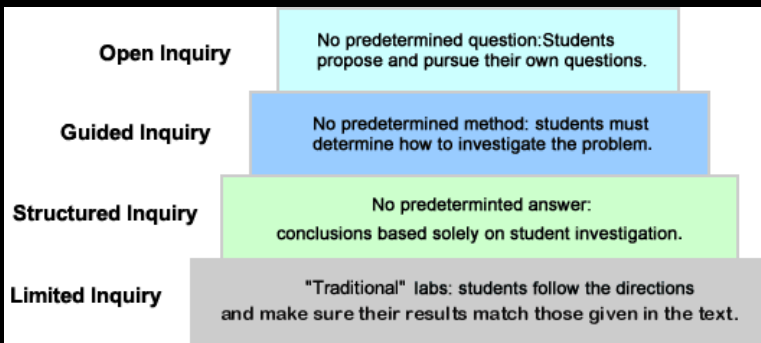 Open Inquiry
No predetermined question:Students
propose and pursue their own questions.
Guided Inquiry
No predetermined method: students must
determine how to investigate the problem.
Structured Inquiry
No predeterminted answer:
conclusions based solely on student investigation.
Limited Inquiry
"Traditional" labs: students follow the directions
and make sure their results match those given in the text.